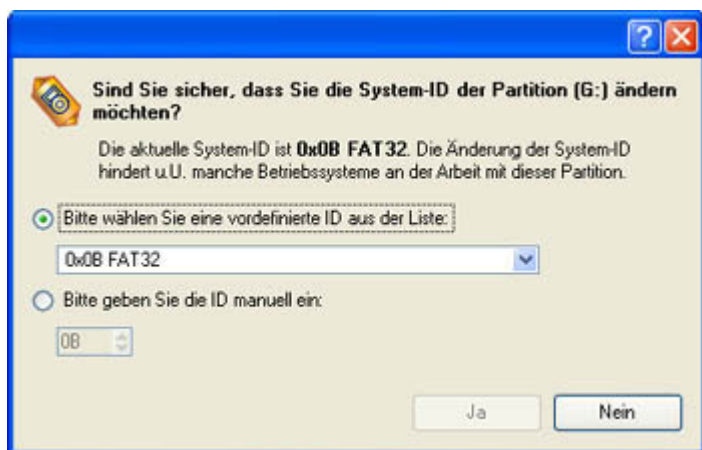 Sind Sie sicher, dass Sie die System-ID der Partition (G:) ändern
möchten?
Die aktuelle System-ID ist 0x0B FAT32. Die Änderung der System-ID
hindert u.U. manche Betriebssysteme an der Arbeit mit dieser Partition.
Bitte wählen Sie eine vordefinierte ID aus der Liste:
0x0B FAT32
Bitte geben Sie die ID manuell ein:
0B
Ja Nein